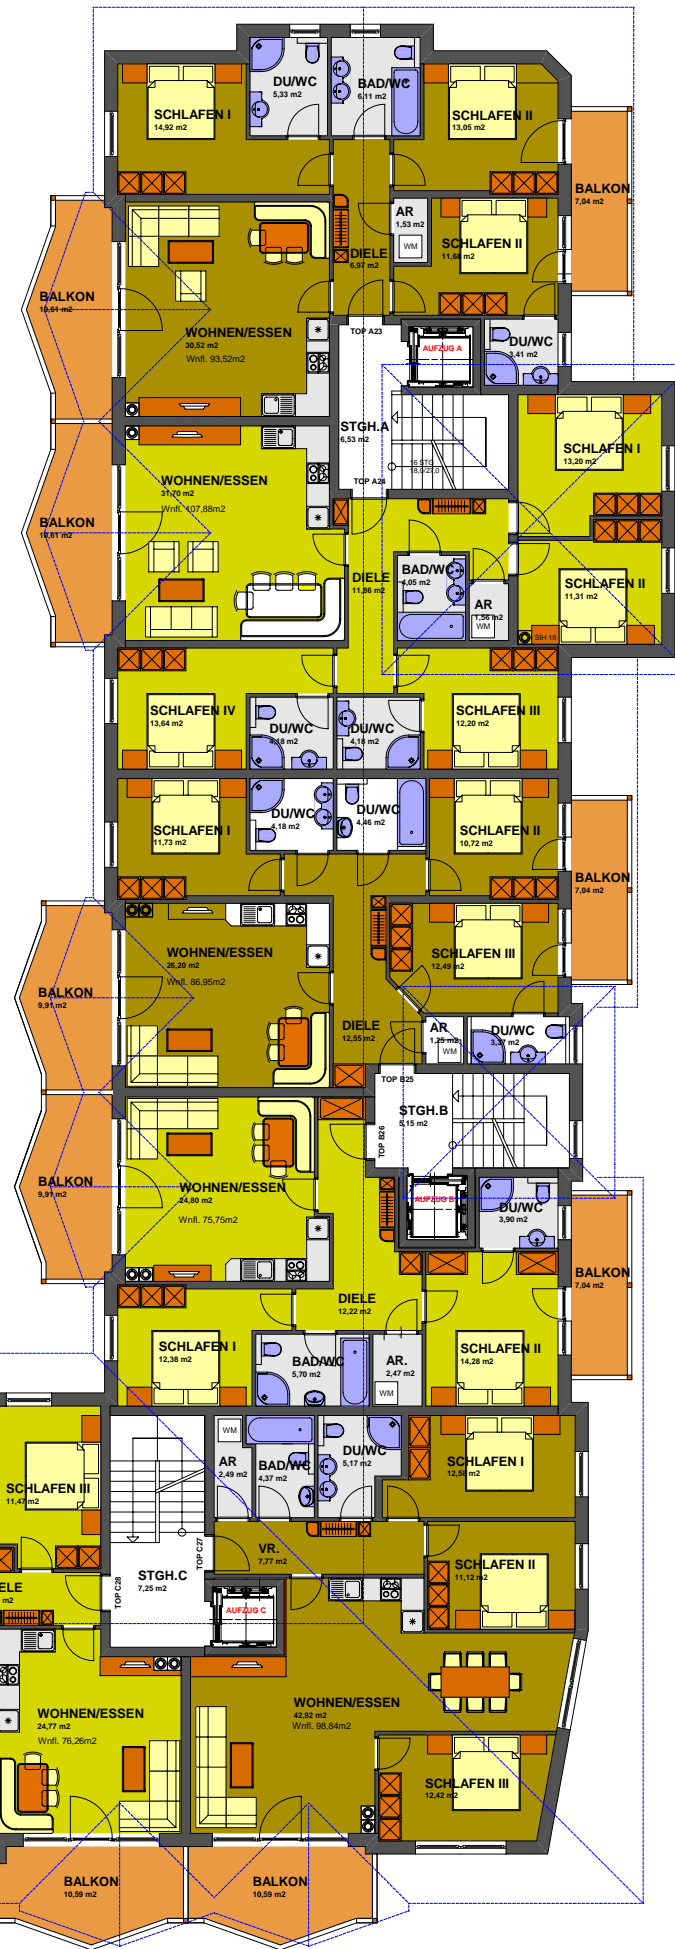 DU/WC
5,33 m2
BAD/WC
6,11 m2
SCHLAFEN I
14,92 m2
SCHLAFEN II
13,05 m2
BALKON
7,04 m2
AR
1,53 m2
WM
SCHLAFEN II
11,68 m2
DIELE
6,97 m2
BALKON
10,61 m2
WOHNEN/ESSEN
30,52 m2
Wnfl. 93,52m2
TOP A23
AUFZUG A
DU/WC
3,41 m2
STGH.A
6,53 m2
16 STG
18,0/27,0
TOP A24
SCHLAFEN I
13,20 m2
WOHNEN/ESSEN
31,70 m2
Wnfl. 107,88m2
BALKON
10,61 m2
DIELE
11,86 m2
BAD/WC
4,05 m2
AR
1,56 m2
WM
SCHLAFEN II
11,31 m2
SIH 18
SCHLAFEN IV
13,64 m2
DU/WC
4,18 m2
DU/WC
4,18 m2
SCHLAFEN III
12,20 m2
SCHLAFEN I
11,73 m2
DU/WC
4,18 m2
DU/WC
4,46 m2
SCHLAFEN II
10,72 m2
BALKON
7,04 m2
WOHNEN/ESSEN
26,20 m2
Wnfl. 86,95m2
SCHLAFEN III
12,49 m2
BALKON
9,91 m2
DIELE
12,55 m2
AR
1,25 m2
WM
DU/WC
3,37 m2
TOP B25
STGH.B
5,15 m2
TOP B26
BALKON
9,91 m2
WOHNEN/ESSEN
24,80 m2
Wnfl. 75,75m2
AUFZUG B
DU/WC
3,90 m2
BALKON
7,04 m2
DIELE
12,22 m2
SCHLAFEN I
12,38 m2
BAD/WC
5,70 m2
AR.
2,47 m2
WM
SCHLAFEN II
14,28 m2
WM
AR
2,49 m2
BAD/WC
4,37 m2
DU/WC
5,17 m2
SCHLAFEN I
12,58 m2
SCHLAFEN III
11,47 m2
VR.
7,77 m2
TOP C27
STGH.C
7,25 m2
TOP C28
SCHLAFEN II
11,12 m2
ELE
m2
AUFZUG C
WOHNEN/ESSEN
24,77 m2
Wnfl. 76,26m2
WOHNEN/ESSEN
42,92 m2
Wnfl. 98,84m2
SCHLAFEN III
12,42 m2
BALKON
10,59 m2
BALKON
10,59 m2